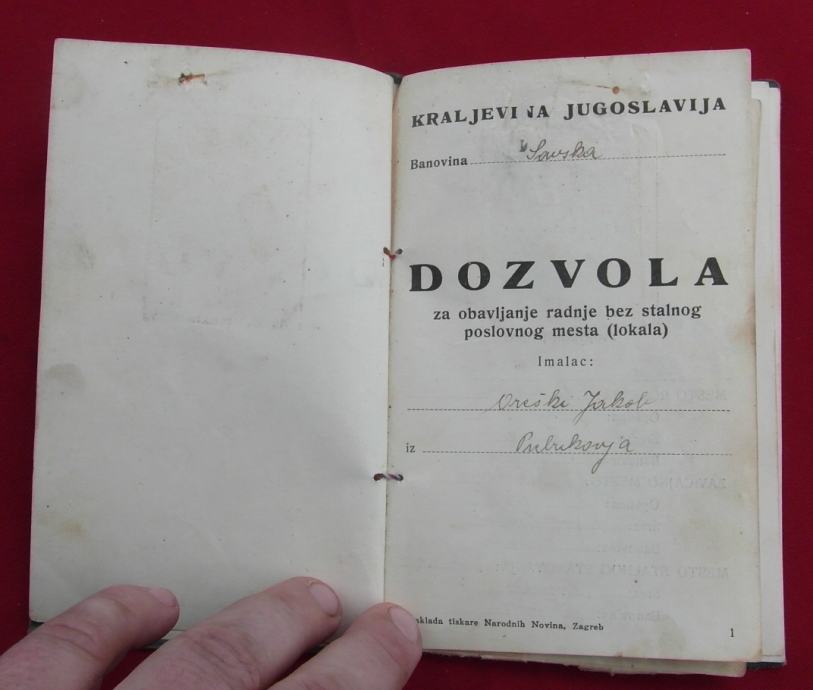 KRALJEVINA JUGOSLAVIJA
Banovina Savska
DOZVOLA
za obavljanje radnje bez stalnog
poslovnog mesta (lokala)
Imalac:
Oreški Jakob
iz
aklada tiskare Narodnih Novina, Zagreb
1